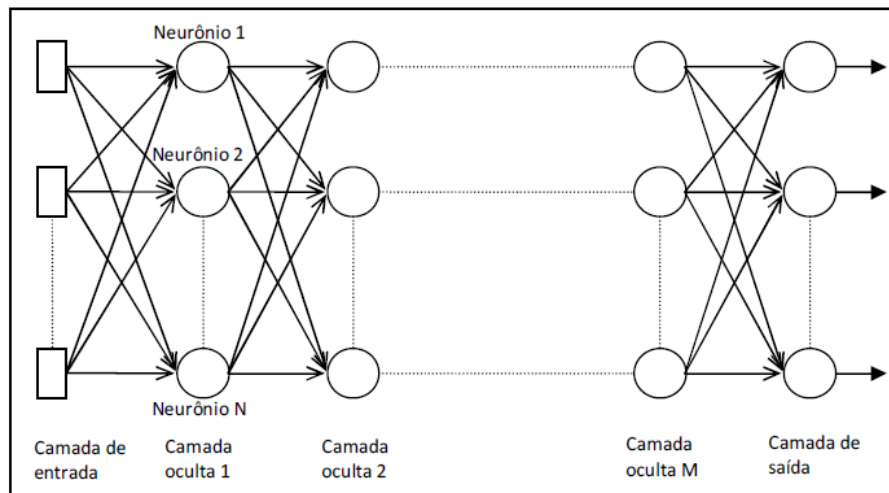 Neurônio 1
Neurônio 2
Neurônio N
Camada de
entrada
Camada
oculta 1
Camada
oculta 2
Camada
oculta M
Camada de
saída